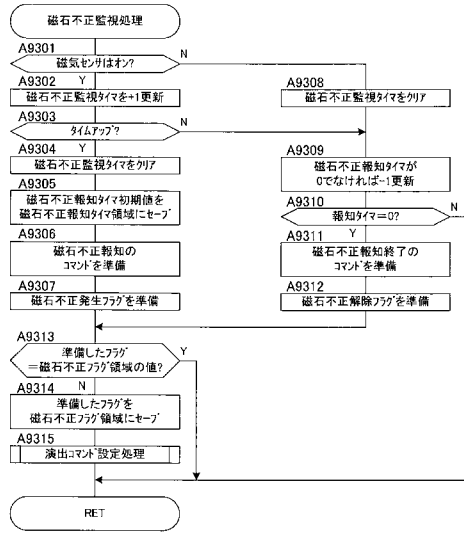 磁石不正監視処理
A9301
磁気センサはオン?
N
Y
A9302
磁石不正監視タイマを+1更新
A9303
タイムアップ?
N
Y
A9304
磁石不正監視タイマをクリア
A9305
磁石不正報知タイマ初期値を
磁石不正報知タイマ領域にセーブ
A9306
磁石不正報知の
コマンドを準備
A9307
磁石不正発生フラグを準備
A9308
磁石不正監視タイマをクリア
A9309
磁石不正報知タイマが
0でなければ-1更新
A9310
報知タイマ=0?
N
Y
A9311
磁石不正報知終了の
コマンドを準備
A9312
磁石不正解除フラグを準備
A9313
準備したフラグ
=磁石不正フラグ領域の値?
Y
N
A9314
準備したフラグを
磁石不正フラグ領域にセーブ
A9315
演出コマンド設定処理
RET